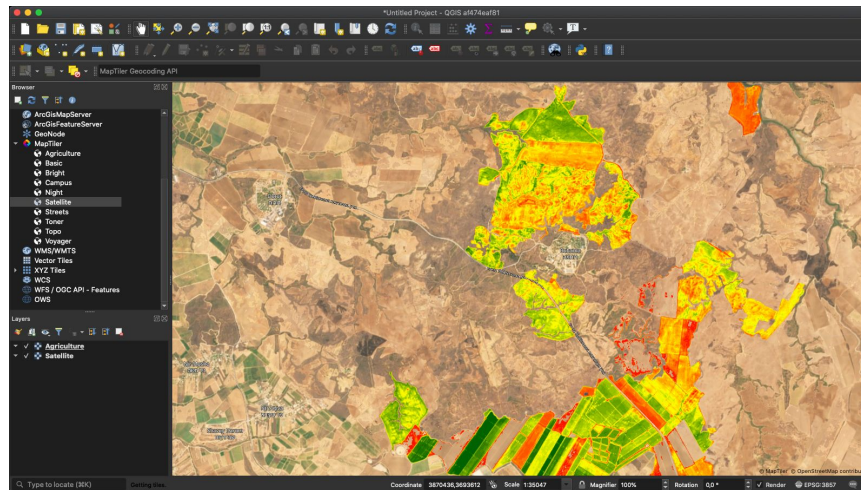 *Untitled Project - QGIS af474eaf81
MapTiler Geocoding API
Browser
ArcGisMapServer
ArcGisFeatureServer
GeoNode
MapTiler
Agriculture
Basic
Bright
Campus
Night
Satellite
Streets
Toner
Topo
Voyager
WMS/WMTS
Vector Tiles
XYZ Tiles
WCS
WFS / OGC API - Features
OWS
Layers
Agriculture
Satellite
© MapTiler © OpenStreetMap contribu
Type to locate (⌘K)
Getting tiles.
Coordinate 3870436,3693612
Scale 1:35047
Magnifier 100%
Rotation 0,0 °
Render
EPSG:3857